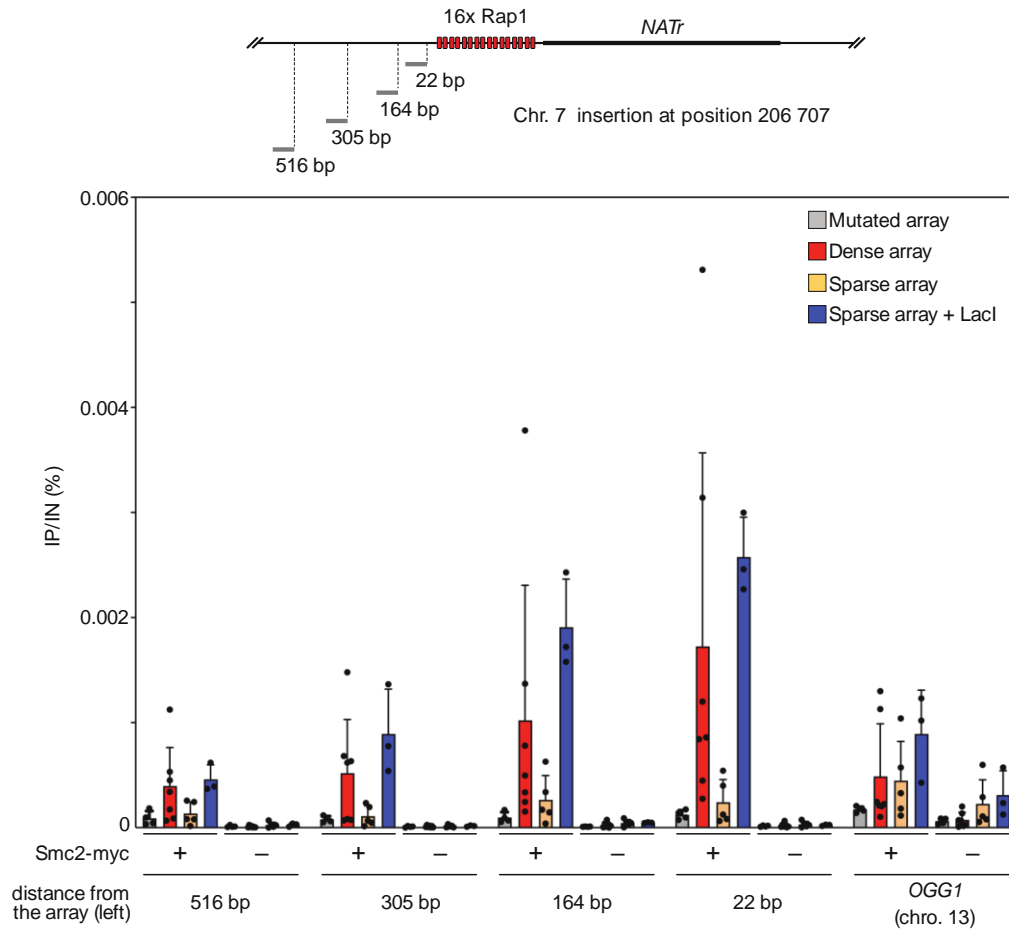 16x Rap1
NATr
22 bp
164 bp
305 bp
516 bp
Chr. 7 insertion at position 206 707
0.006
0.004
0.002
0
IP/IN (%)
Mutated array
Dense array
Sparse array
Sparse array + LacI
Smc2-myc + – + – + – + – + –
distance from
the array (left)
516 bp 305 bp 164 bp 22 bp OGG1
(chro. 13)